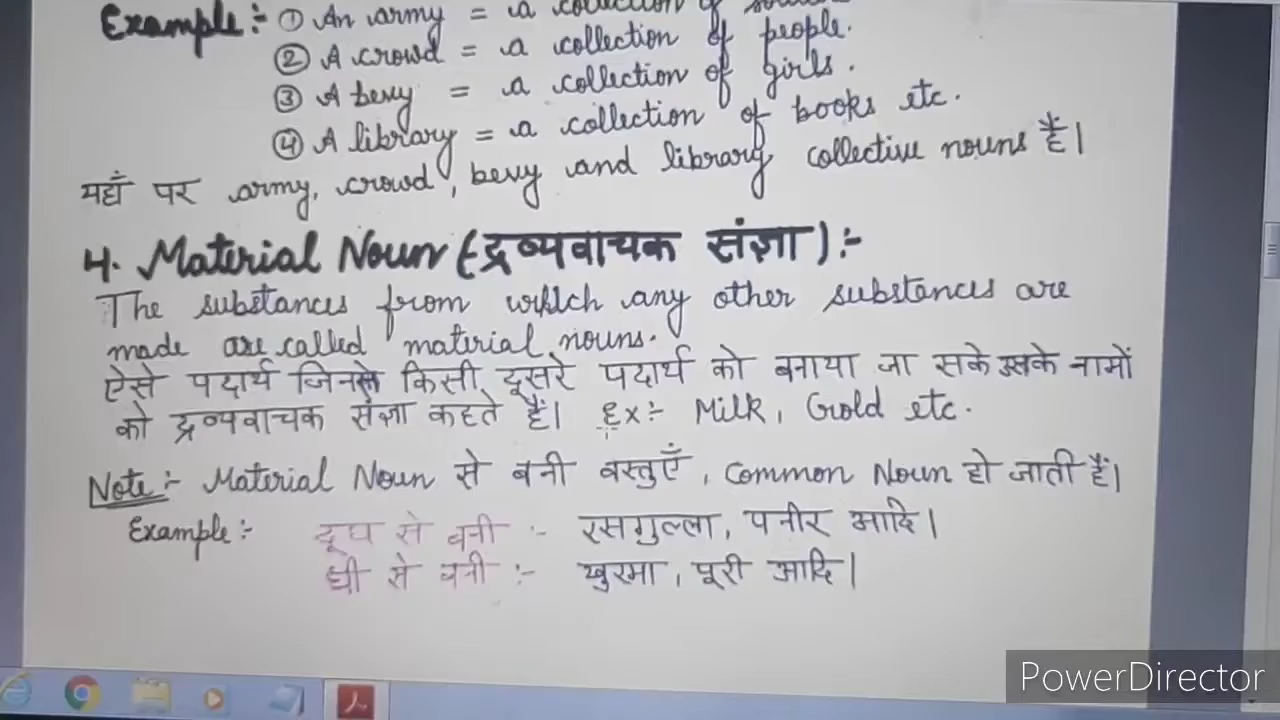 Example :- ① An army = a collection of
② A crowd = a collection of people.
③ A bevy = a collection of girls.
④ A library = a collection of books etc.
यहाँ पर army, crowd, bevy and library collective nouns हैं।
4. Material Noun (द्रव्यवाचक संज्ञा) :-
The substances from which any other substances are
made are called material nouns.
ऐसे पदार्थ जिनसे किसी दूसरे पदार्थ को बनाया जा सके उसके नामों
को द्रव्यवाचक संज्ञा कहते हैं। Ex :- Milk, Gold etc.
Note :- Material Noun से बनी वस्तुएँ, Common Noun हो जाती हैं।
Example :- दूध से बनी :- रसगुल्ला, पनीर आदि।
घी से बनी :- खुरमा, पूरी आदि।
PowerDirector